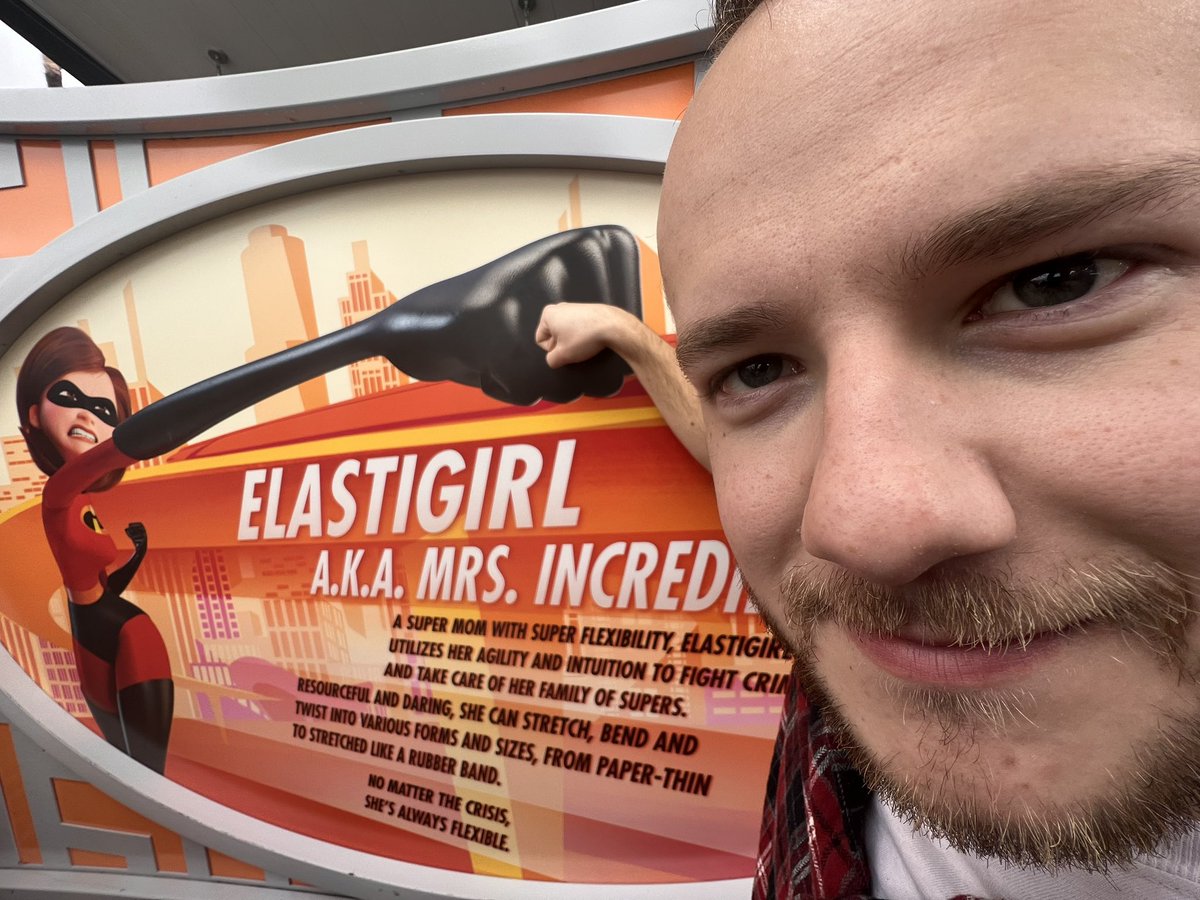 ELASTIGIRL
A.K.A. MRS. INCREDI
A SUPER MOM WITH SUPER FLEXIBILITY, ELASTIGIRL
UTILIZES HER AGILITY AND INTUITION TO FIGHT CRIM
AND TAKE CARE OF HER FAMILY OF SUPERS.
RESOURCEFUL AND DARING, SHE CAN STRETCH, BEND AND
TWIST INTO VARIOUS FORMS AND SIZES, FROM PAPER-THIN
TO STRETCHED LIKE A RUBBER BAND.
NO MATTER THE CRISIS,
SHE'S ALWAYS FLEXIBLE.